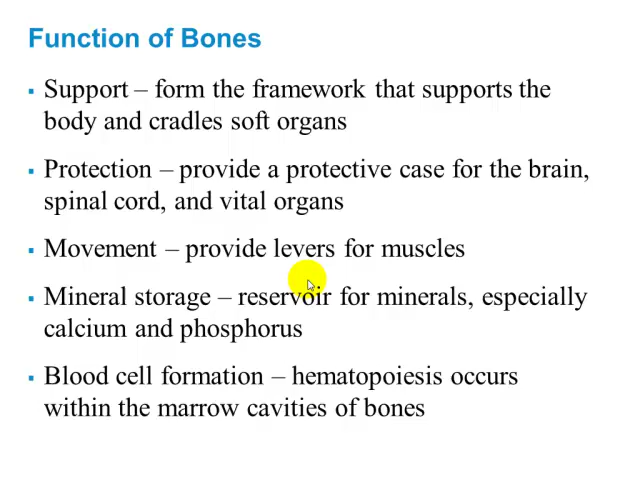 Function of Bones
▪ Support – form the framework that supports the
body and cradles soft organs
▪ Protection – provide a protective case for the brain,
spinal cord, and vital organs
▪ Movement – provide levers for muscles
▪ Mineral storage – reservoir for minerals, especially
calcium and phosphorus
▪ Blood cell formation – hematopoiesis occurs
within the marrow cavities of bones